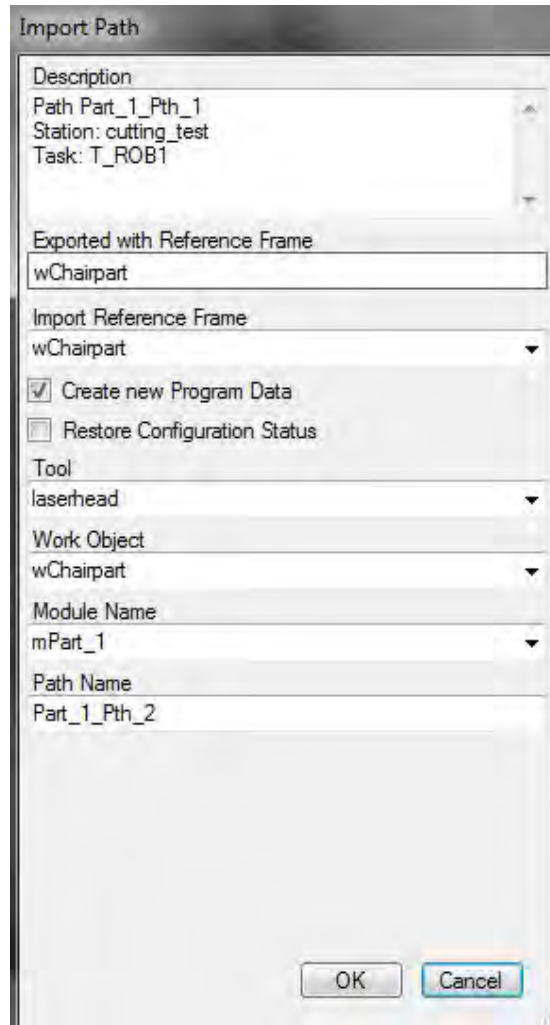 Import Path
Description
Path Part_1_Pth_1
Station: cutting_test
Task: T_ROB1
Exported with Reference Frame
wChairpart
Import Reference Frame
wChairpart
Create new Program Data
Restore Configuration Status
Tool
laserhead
Work Object
wChairpart
Module Name
mPart_1
Path Name
Part_1_Pth_2
OK Cancel